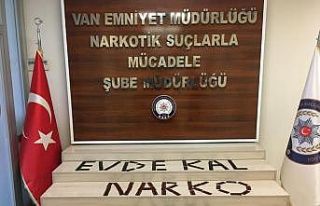 VAN EMNİYET MÜDÜRLÜĞÜ
NARKOTİK SUÇLARLA
MÜCADELE
ŞUBE MÜDÜRLÜĞÜ
EVDE KAL
NARKO